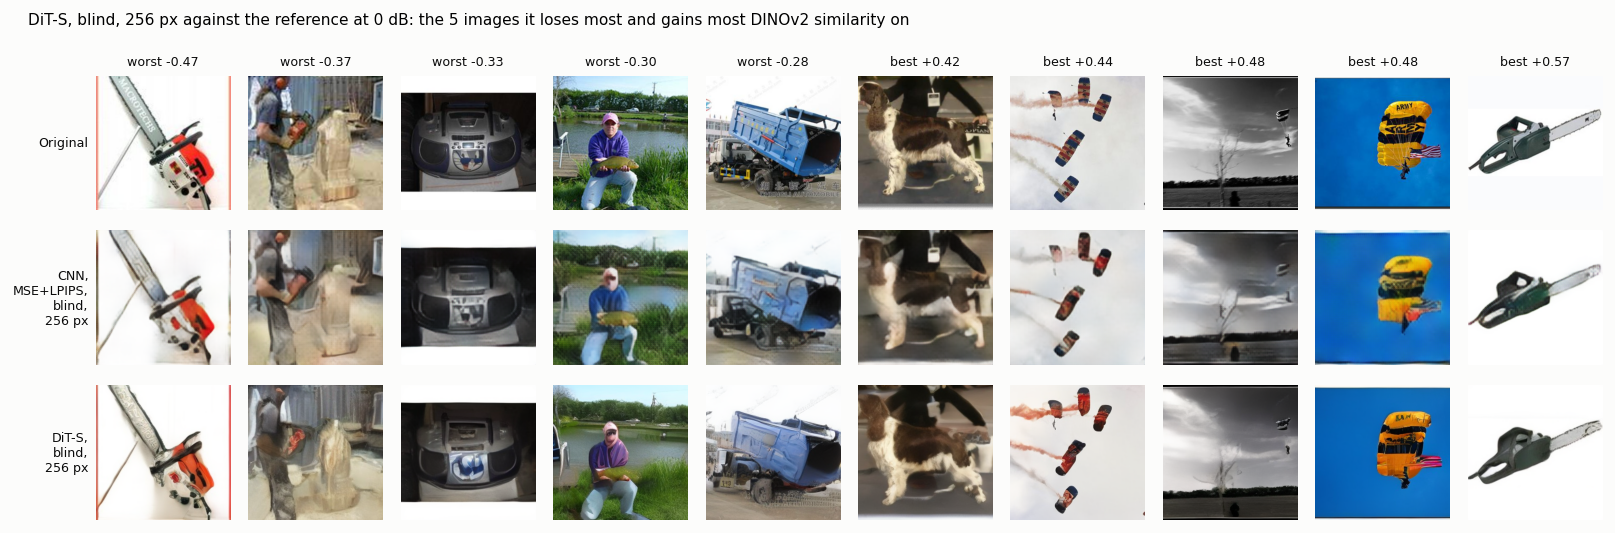 DiT-S, blind, 256 px against the reference at 0 dB: the 5 images it loses most and gains most DINOv2 similarity on
worst -0.47
worst -0.37
worst -0.33
worst -0.30
worst -0.28
best +0.42
best +0.44
best +0.48
best +0.48
best +0.57
Original
ARMY
CNN,
MSE+LPIPS,
blind,
256 px
DiT-S,
blind,
256 px